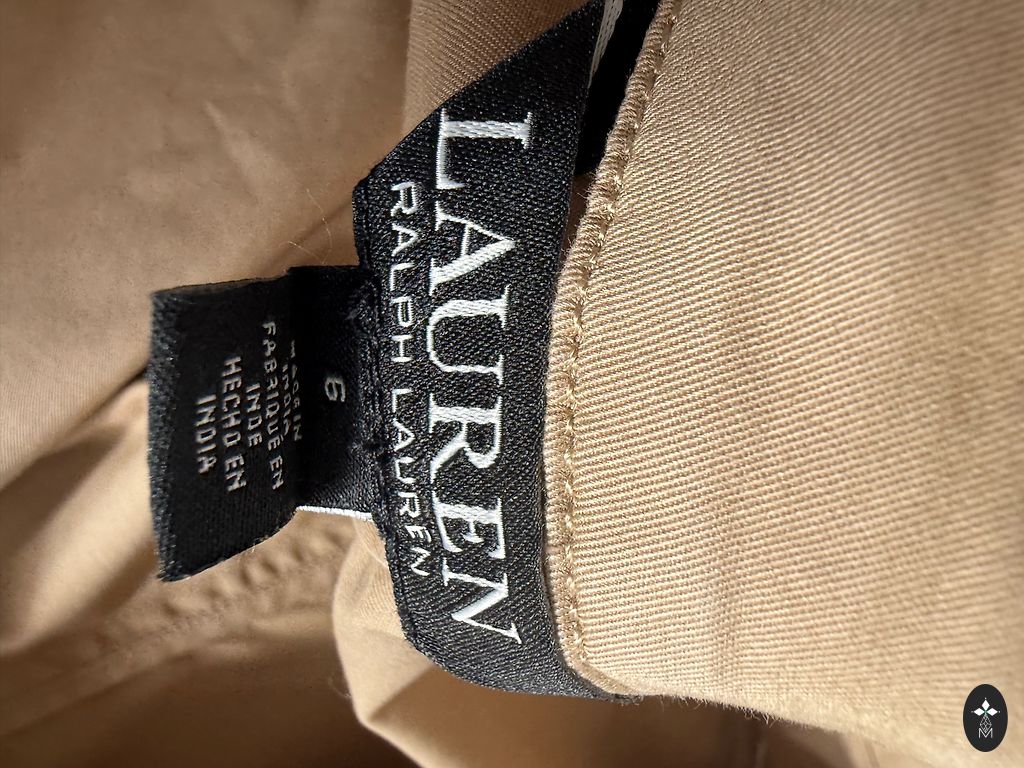 LAUREN
RALPH LAUREN
6
MADE IN
INDIA
FABRIQUE EN
INDE
HECHO EN
INDIA
M